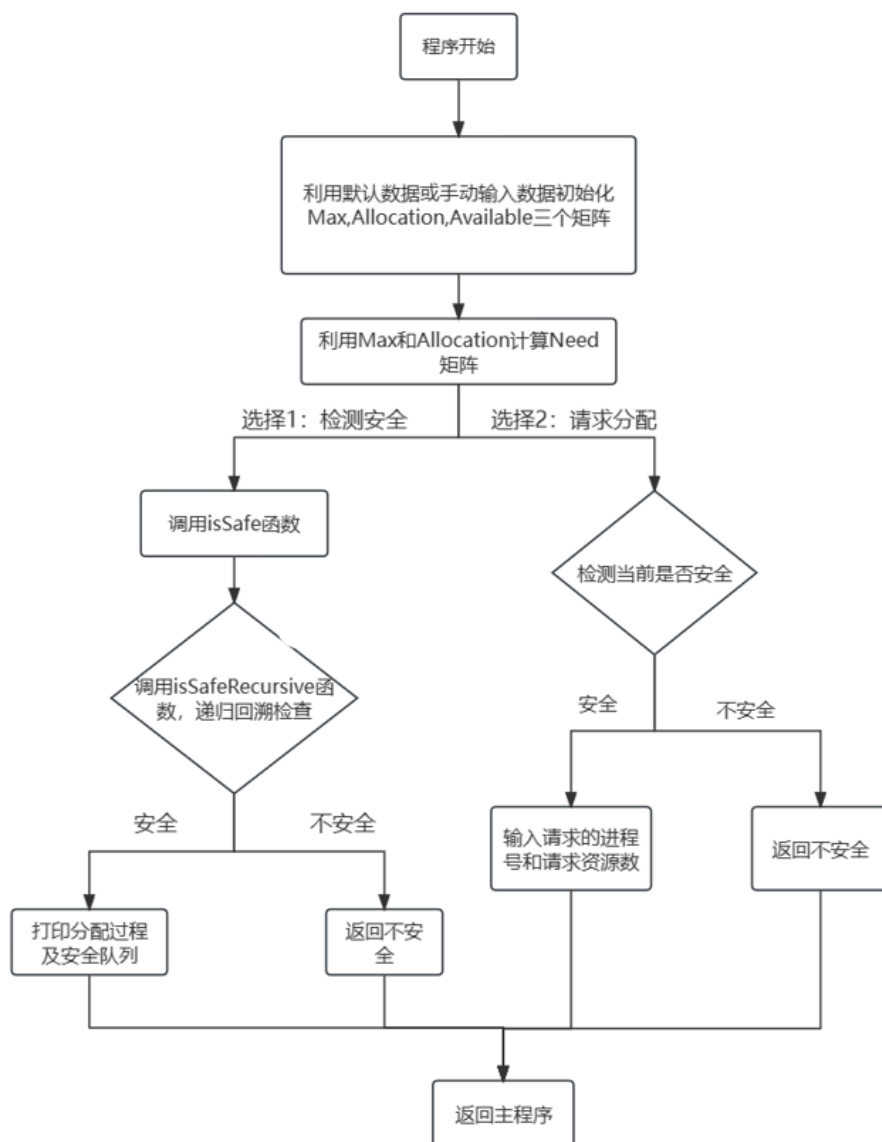 程序开始
利用默认数据或手动输入数据初始化
Max,Allocation,Available三个矩阵
利用Max和Allocation计算Need
矩阵
选择1：检测安全
选择2：请求分配
调用isSafe函数
检测当前是否安全
调用isSafeRecursive函
数，递归回溯检查
安全
不安全
安全
不安全
输入请求的进程
号和请求资源数
返回不安全
打印分配过程
及安全队列
返回不安
全
返回主程序